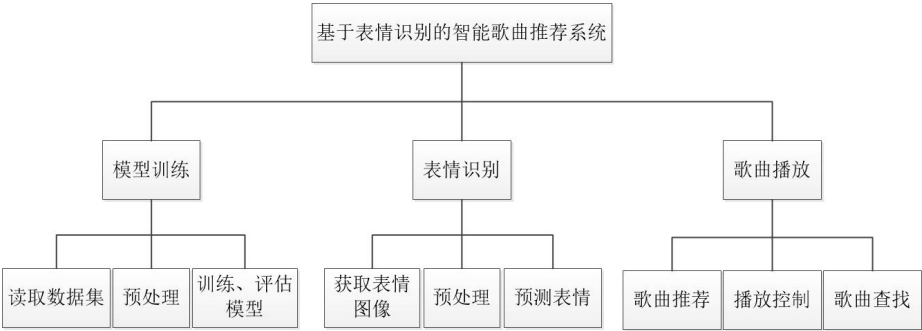 基于表情识别的智能歌曲推荐系统
模型训练
表情识别
歌曲播放
读取数据集
预处理
训练、评估
模型
获取表情
图像
预处理
预测表情
歌曲推荐
播放控制
歌曲查找